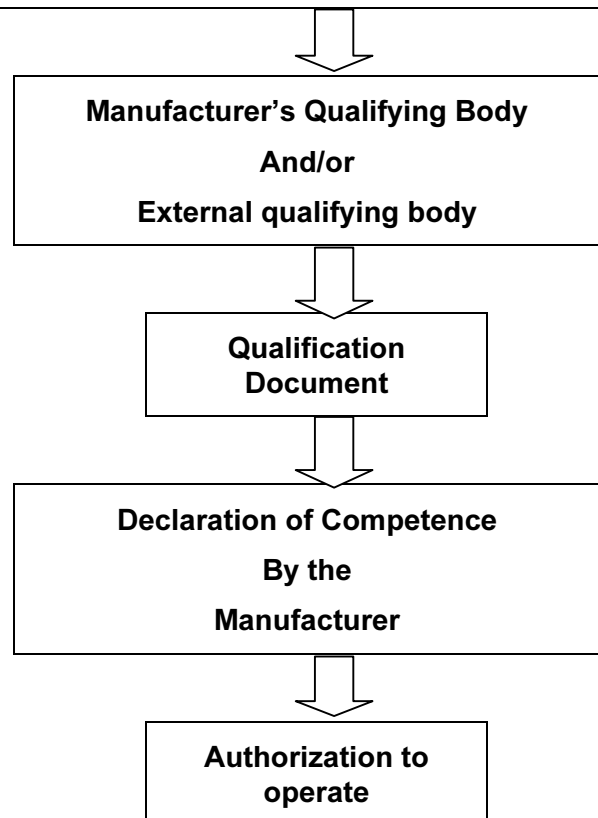 Manufacturer’s Qualifying Body
And/or
External qualifying body
Qualification
Document
Declaration of Competence
By the
Manufacturer
Authorization to
operate